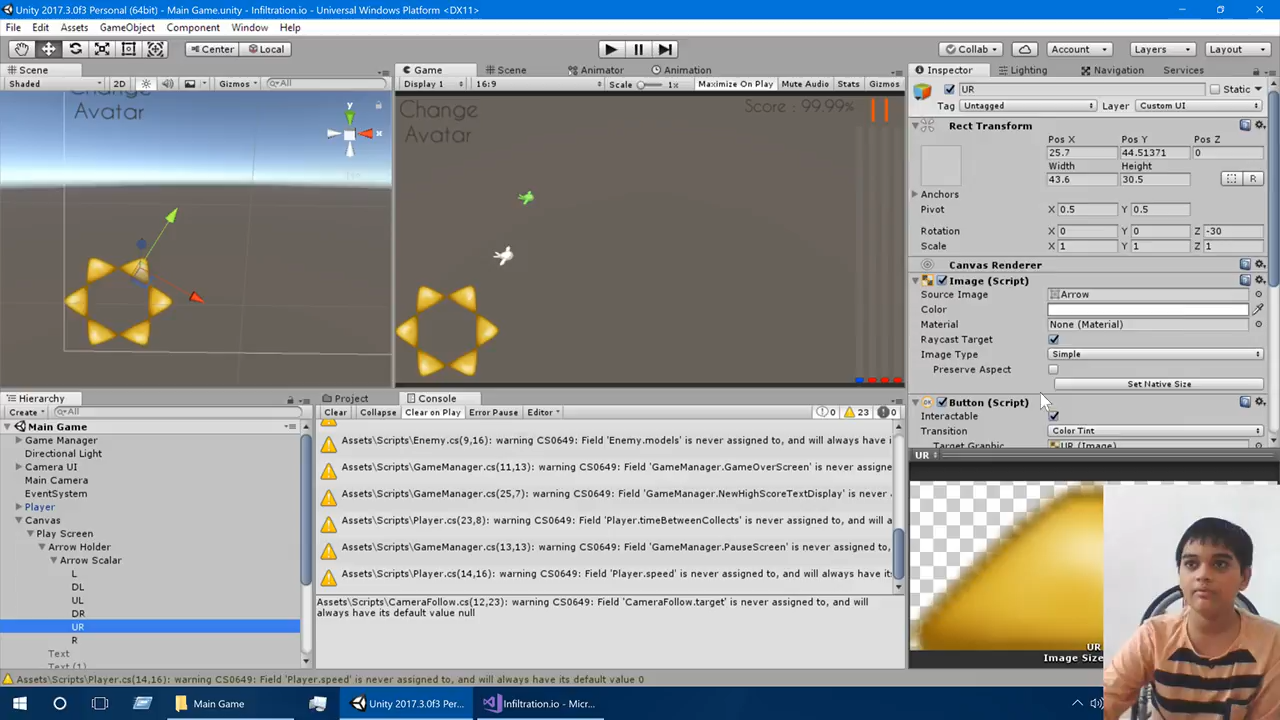 Unity 2017.3.0f3 Personal (64bit) - Main Game.unity - Infiltration.io - Universal Windows Platform <DX11>
File Edit Assets GameObject Component Window Help
Center Local Collab Account Layers Layout
Scene Game Scene Animator Animation Inspector Lighting Navigation Services
Shaded 2D Gizmos All Display 1 16:9 Scale 1x Maximize On Play Mute Audio Stats Gizmos
UR Static
Tag Untagged Layer Custom UI
Change
Avatar
y
x
Change
Avatar
Score : 99.99%
Rect Transform
Pos X Pos Y Pos Z
25.7 44.51371 0
Width Height
43.6 30.5
R
Anchors
Pivot X 0.5 Y 0.5
Rotation X 0 Y 0 Z -30
Scale X 1 Y 1 Z 1
Canvas Renderer
Image (Script)
Source Image Arrow
Color
Material None (Material)
Raycast Target
Image Type Simple
Preserve Aspect
Set Native Size
Button (Script)
Interactable
Transition Color Tint
Target Graphic UR (Image)
Hierarchy
Create All
Main Game
Game Manager
Directional Light
Camera UI
Main Camera
EventSystem
Player
Canvas
Play Screen
Arrow Holder
Arrow Scalar
L
DL
UL
DR
UR
R
Text
Text (1)
Project Console
Clear Collapse Clear on Play Error Pause Editor 0 23 0
Assets\Scripts\Enemy.cs(9,16): warning CS0649: Field 'Enemy.models' is never assigned to, and will always have its default
Assets\Scripts\GameManager.cs(11,13): warning CS0649: Field 'GameManager.GameOverScreen' is never assigne
Assets\Scripts\GameManager.cs(25,7): warning CS0649: Field 'GameManager.NewHighScoreTextDisplay' is never
Assets\Scripts\Player.cs(23,8): warning CS0649: Field 'Player.timeBetweenCollects' is never assigned to, and will a
Assets\Scripts\GameManager.cs(13,13): warning CS0649: Field 'GameManager.PauseScreen' is never assigned to,
Assets\Scripts\Player.cs(14,16): warning CS0649: Field 'Player.speed' is never assigned to, and will always have its
Assets\Scripts\CameraFollow.cs(12,23): warning CS0649: Field 'CameraFollow.target' is never assigned to, and will
always have its default value null
UR
UR
Image Size
Assets\Scripts\Player.cs(14,16): warning CS0649: Field 'Player.speed' is never assigned to, and will always have its default value 0
Main Game Unity 2017.3.0f3 Per... Infiltration.io - Micr...